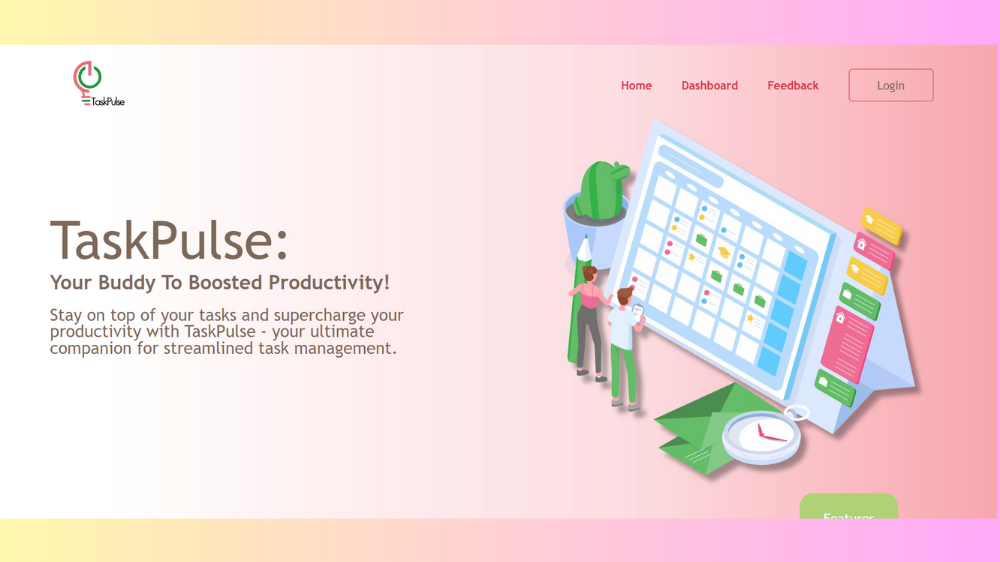 TaskPulse
Home
Dashboard
Feedback
Login
TaskPulse:
Your Buddy To Boosted Productivity!
Stay on top of your tasks and supercharge your
productivity with TaskPulse - your ultimate
companion for streamlined task management.
Features